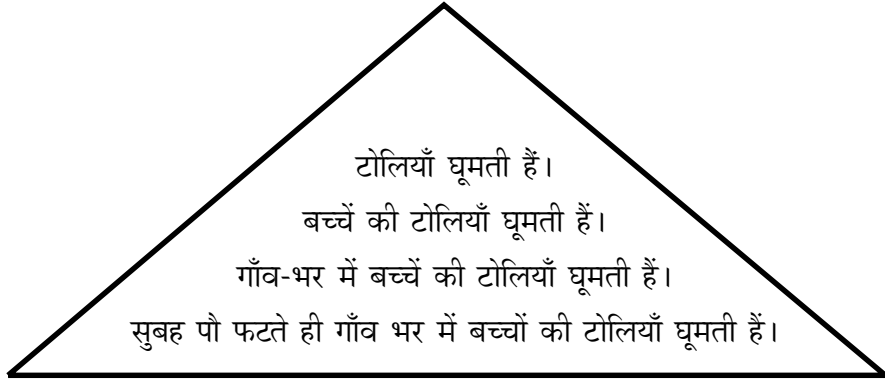 टोलियाँ घूमती हैं।
बच्चें की टोलियाँ घूमती हैं।
गाँव-भर में बच्चें की टोलियाँ घूमती हैं।
सुबह पौ फटते ही गाँव भर में बच्चों की टोलियाँ घूमती हैं।